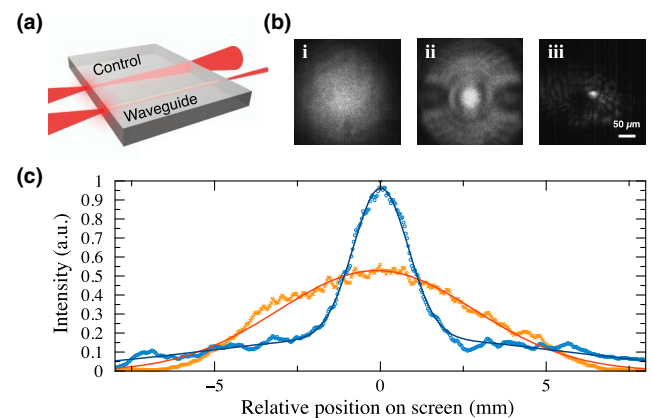 (a)
Control
Waveguide
(b)
i
ii
iii
50 μm
(c)
1
0.9
0.8
0.7
0.6
0.5
0.4
0.3
0.2
0.1
0
Intensity (a.u.)
−5
0
5
Relative position on screen (mm)